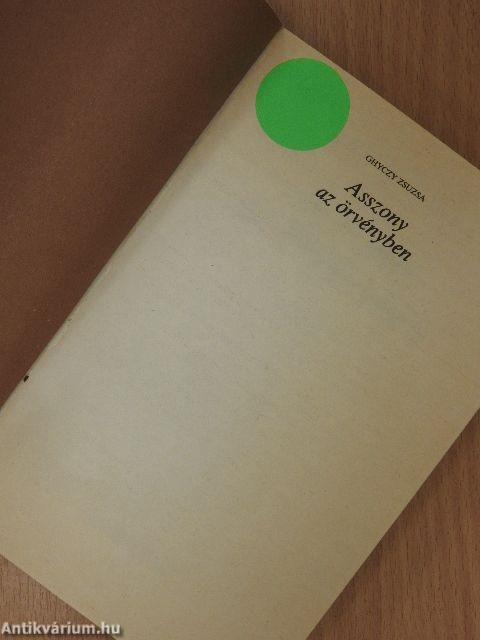 GHYCZY ZSUZSA
Asszony
az örvényben
Antikvárium.hu